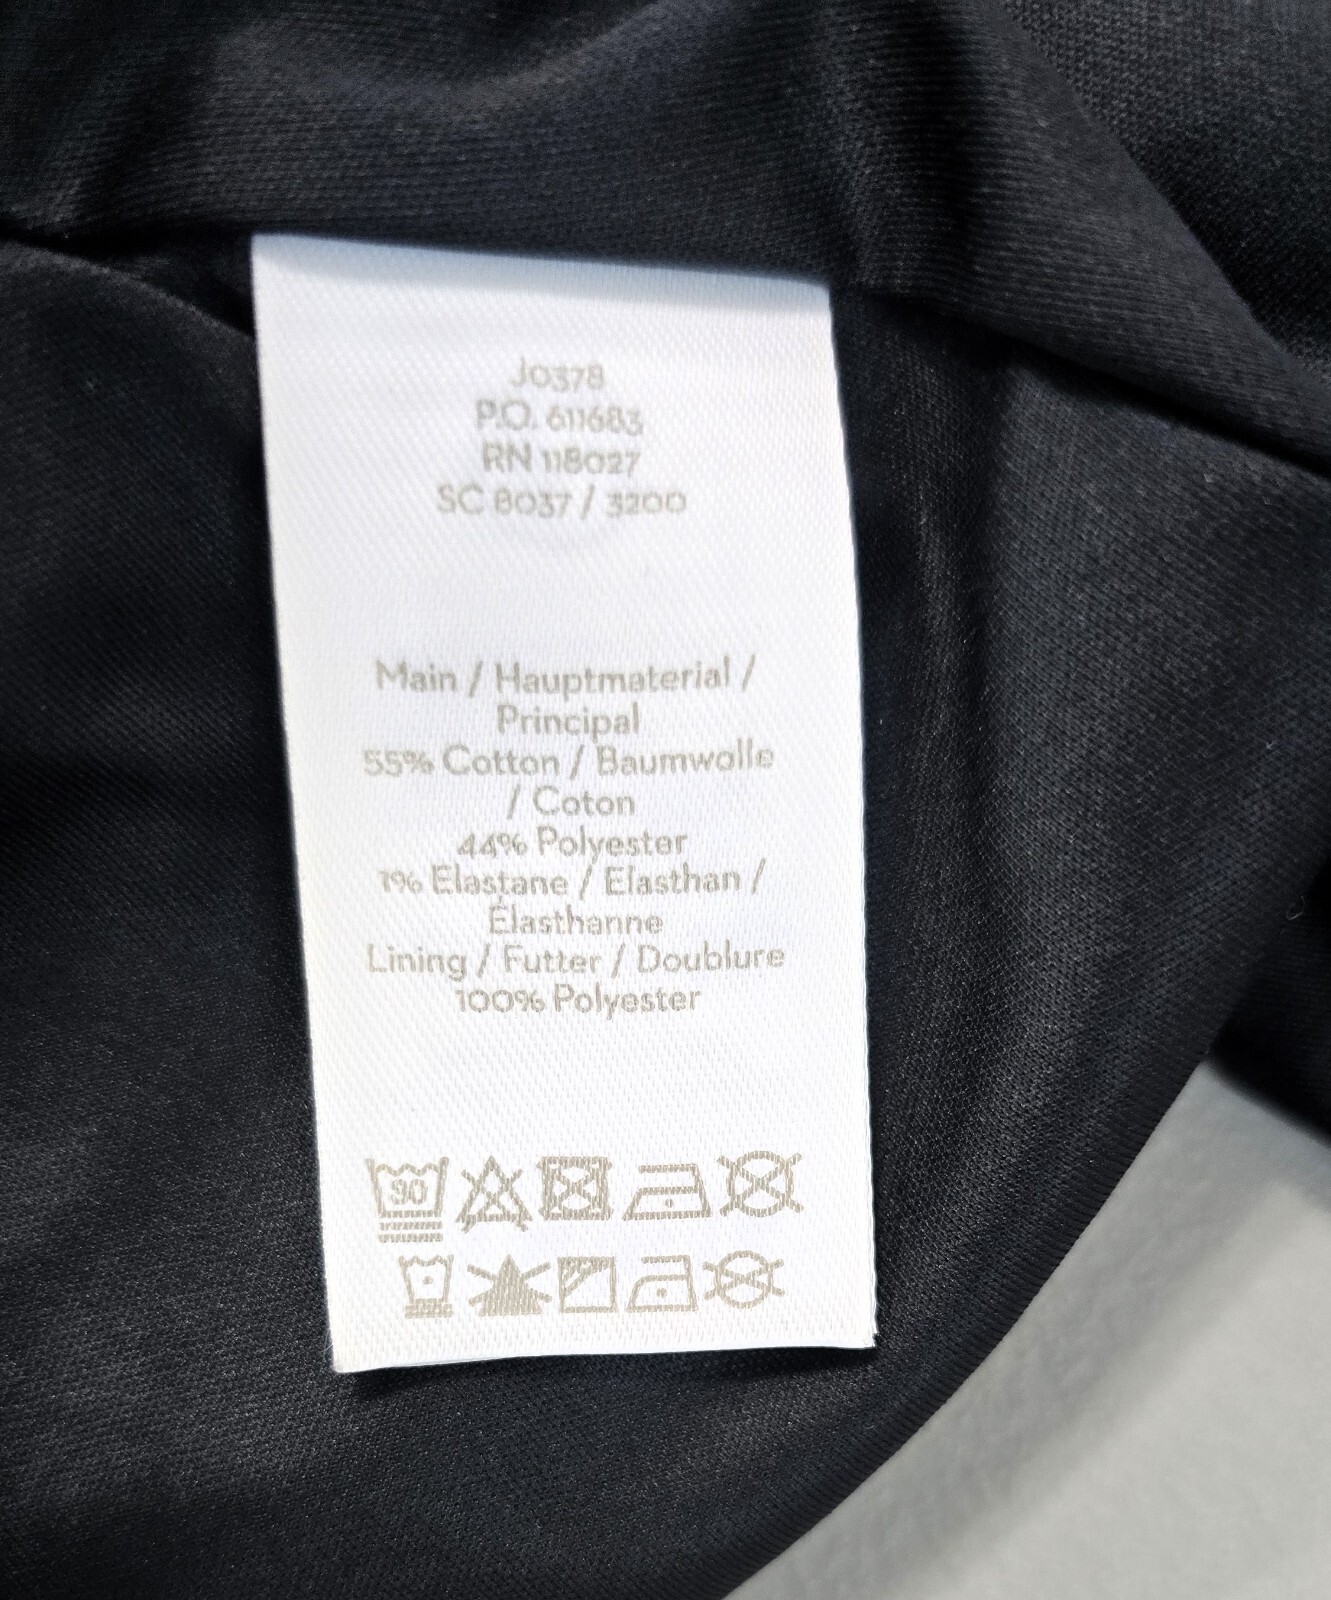 J0378
P.O. 611683
RN 118027
SC 8037 / 3200
Main / Hauptmaterial /
Principal
55% Cotton / Baumwolle
/ Coton
44% Polyester
1% Elastane / Elasthan /
Élasthanne
Lining / Futter / Doublure
100% Polyester
30